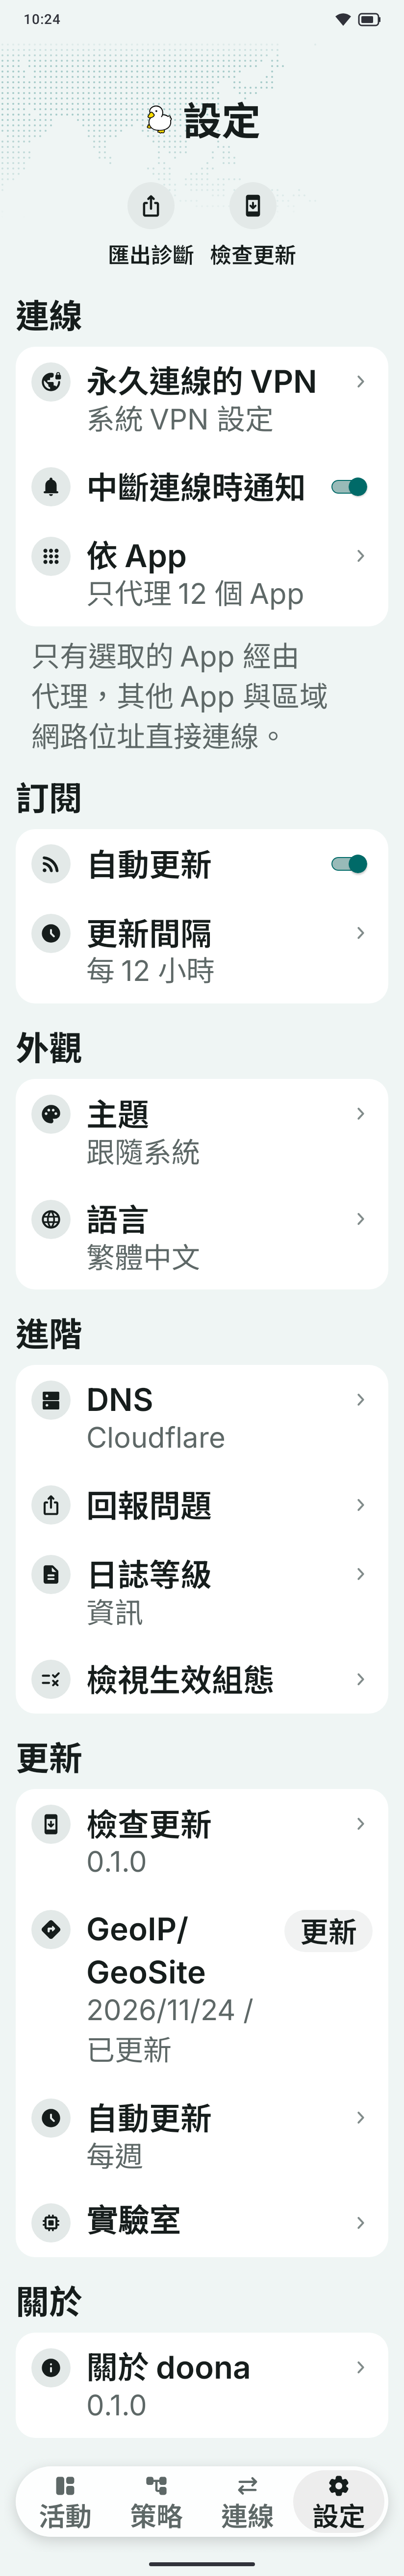 10:24
設定
匯出診斷
檢查更新
連線
永久連線的 VPN
系統 VPN 設定
中斷連線時通知
依 App
只代理 12 個 App
只有選取的 App 經由
代理，其他 App 與區域
網路位址直接連線。
訂閱
自動更新
更新間隔
每 12 小時
外觀
主題
跟隨系統
語言
繁體中文
進階
DNS
Cloudflare
回報問題
日誌等級
資訊
檢視生效組態
更新
檢查更新
0.1.0
GeoIP/
GeoSite
更新
2026/11/24 /
已更新
自動更新
每週
實驗室
關於
關於 doona
0.1.0
活動
策略
連線
設定